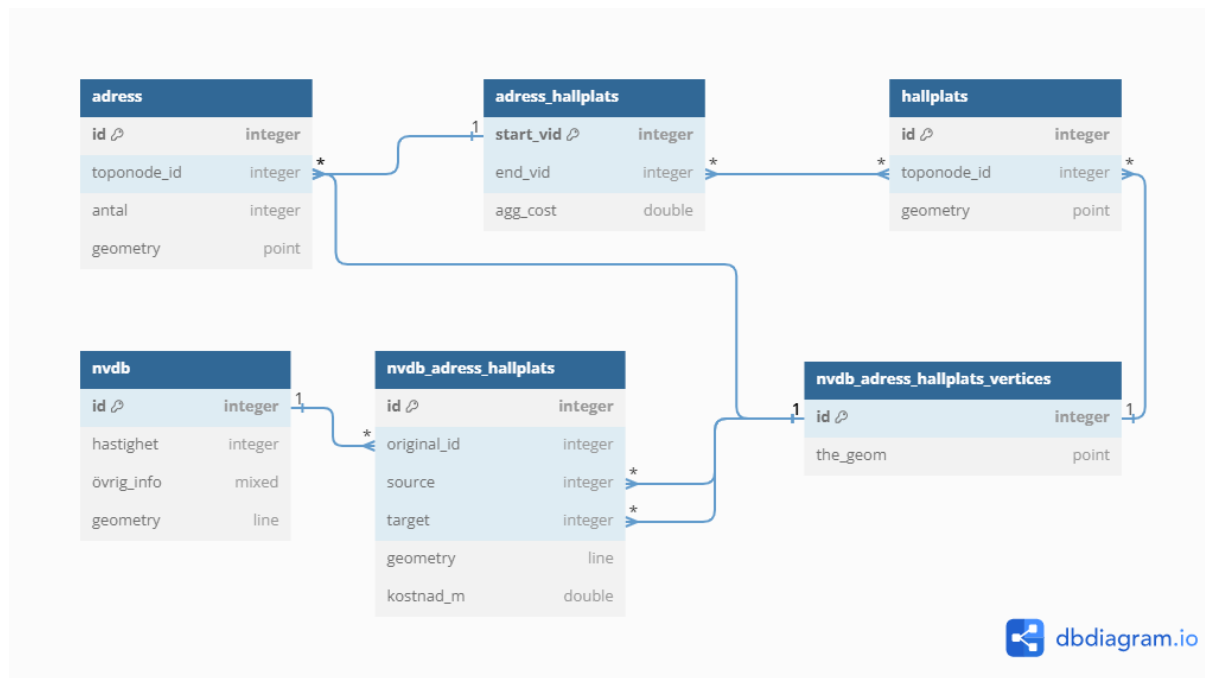 adress
id integer
toponode_id integer
antal integer
geometry point
adress_hallplats
start_vid integer
end_vid integer
agg_cost double
hallplats
id integer
toponode_id integer
geometry point
1
*
*
*
*
nvdb
id integer
hastighet integer
övrig_info mixed
geometry line
nvdb_adress_hallplats
id integer
original_id integer
source integer
target integer
geometry line
kostnad_m double
nvdb_adress_hallplats_vertices
id integer
the_geom point
1
*
*
*
1
1
dbdiagram.io